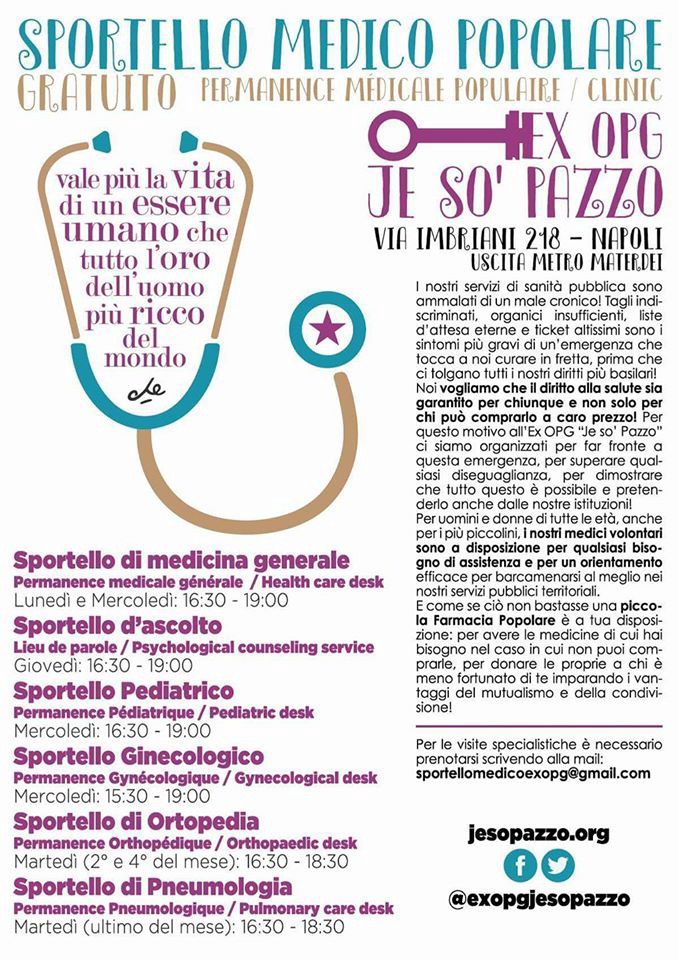 SPORTELLO MEDICO POPOLARE
GRATUITO PERMANENCE MÉDICALE POPULAIRE / CLINIC
EX OPG
JE SO' PAZZO
VIA IMBRIANI 218 – NAPOLI
USCITA METRO MATERDEI
vale più la vita
di un essere
umano che
tutto l'oro
dell'uomo
più ricco
del
mondo
che
I nostri servizi di sanità pubblica sono
ammalati di un male cronico! Tagli indi-
scriminati, organici insufficienti, liste
d'attesa eterne e ticket altissimi sono i
sintomi più gravi di un'emergenza che
tocca a noi curare in fretta, prima che
ci tolgano tutti i nostri diritti più basilari!
Noi vogliamo che il diritto alla salute sia
garantito per chiunque e non solo per
chi può comprarlo a caro prezzo! Per
questo motivo all'Ex OPG "Je so' Pazzo"
ci siamo organizzati per far fronte a
questa emergenza, per superare qual-
siasi diseguaglianza, per dimostrare
che tutto questo è possibile e preten-
derlo anche dalle nostre istituzioni!
Per uomini e donne di tutte le età, anche
per i più piccolini, i nostri medici volontari
sono a disposizione per qualsiasi biso-
gno di assistenza e per un orientamento
efficace per barcamenarsi al meglio nei
nostri servizi pubblici territoriali.
E come se ciò non bastasse una picco-
la Farmacia Popolare è a tua disposi-
zione: per avere le medicine di cui hai
bisogno nel caso in cui non puoi com-
prarle, per donare le proprie a chi è
meno fortunato di te imparando i van-
taggi del mutualismo e della condivi-
sione!
Per le visite specialistiche è necessario
prenotarsi scrivendo alla mail:
sportellomedicoexopg@gmail.com
jesopazzo.org
@exopgjesopazzo
Sportello di medicina generale
Permanence medicale générale / Health care desk
Lunedì e Mercoledì: 16:30 - 19:00
Sportello d'ascolto
Lieu de parole / Psychological counseling service
Giovedì: 16:30 - 19:00
Sportello Pediatrico
Permanence Pédiatrique / Pediatric desk
Mercoledì: 16:30 - 19:00
Sportello Ginecologico
Permanence Gynécologique / Gynecological desk
Mercoledì: 15:30 - 19:00
Sportello di Ortopedia
Permanence Orthopédique / Orthopaedic desk
Martedì (2° e 4° del mese): 16:30 - 18:30
Sportello di Pneumologia
Permanence Pneumologique / Pulmonary care desk
Martedì (ultimo del mese): 16:30 - 18:30